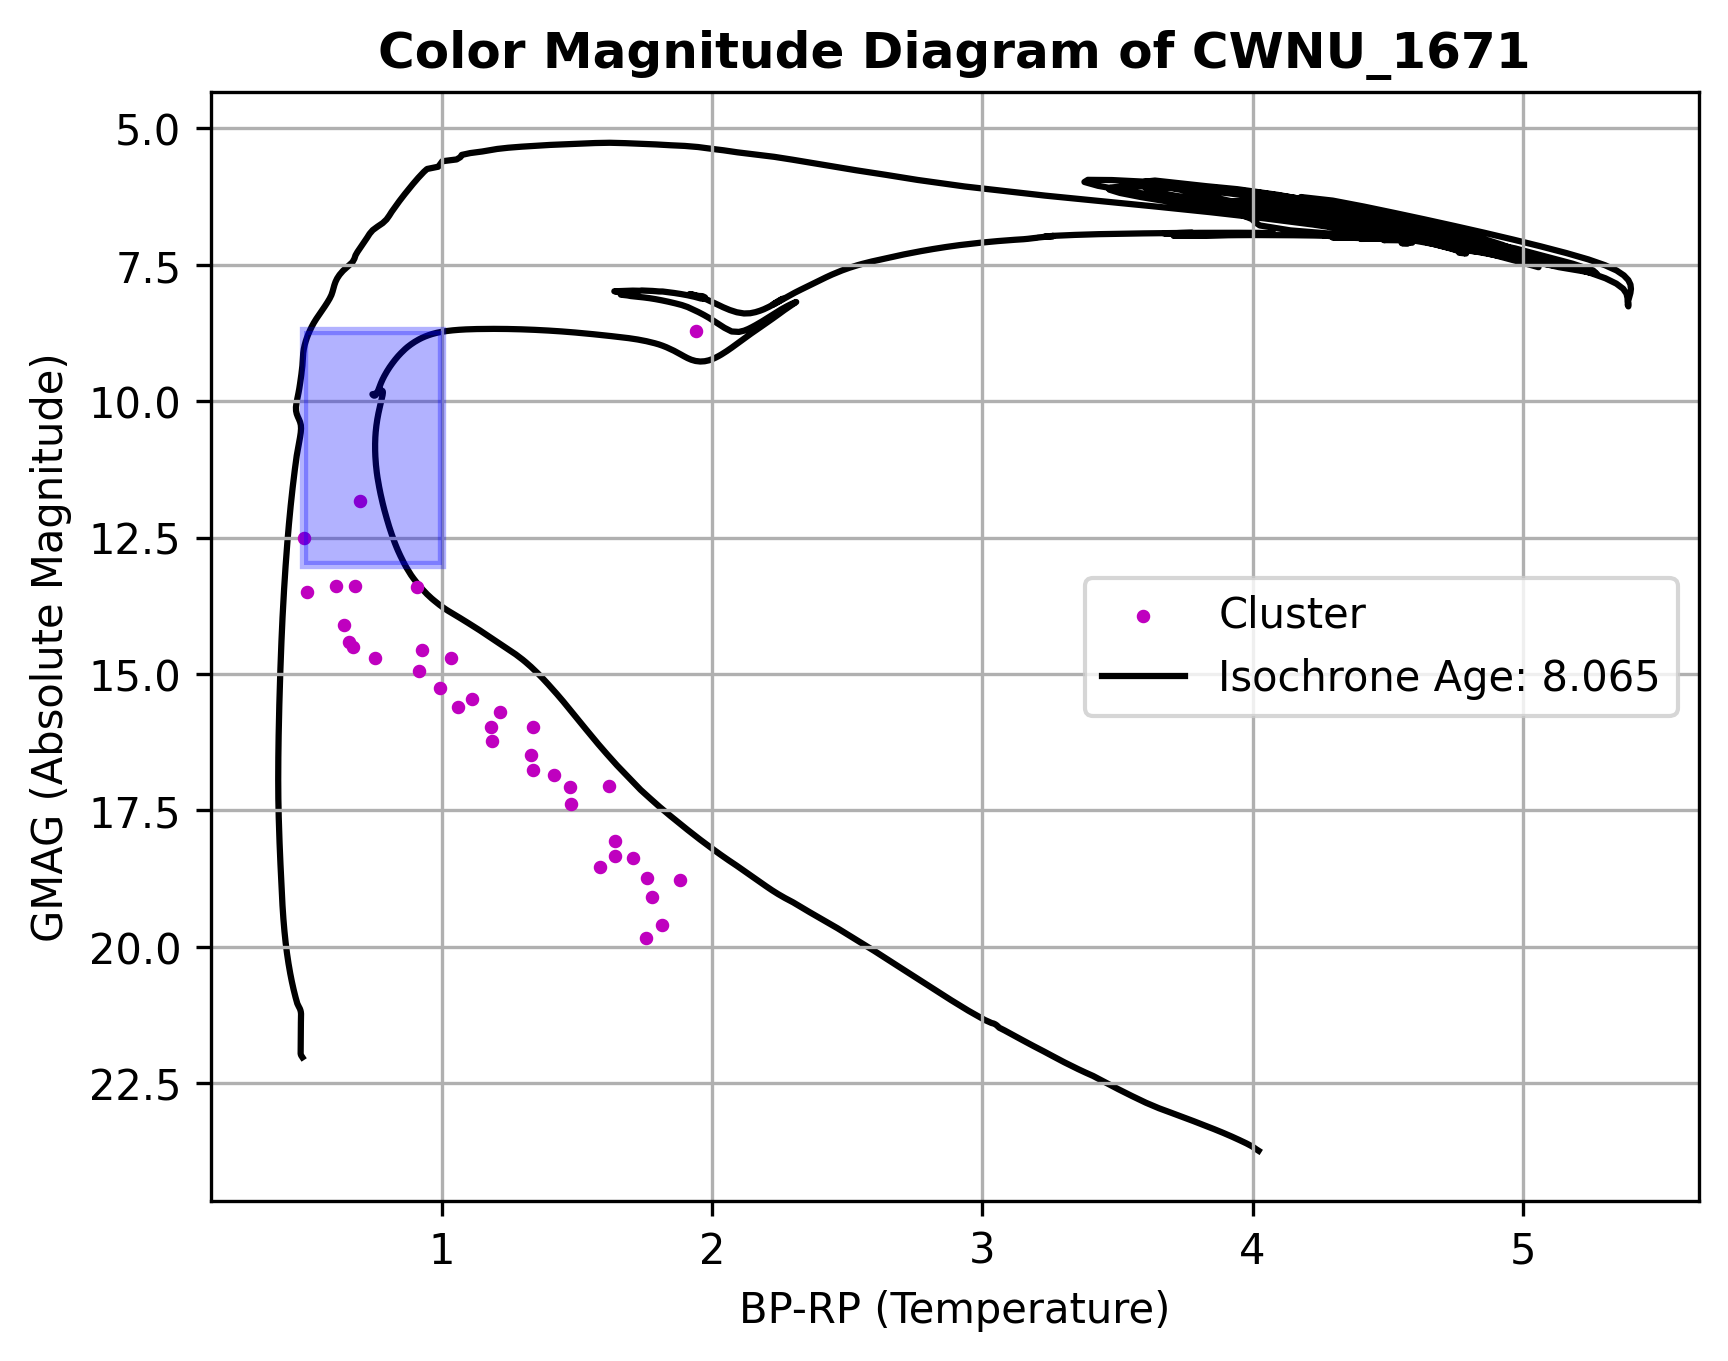 Color Magnitude Diagram of CWNU_1671
GMAG (Absolute Magnitude)
5.0
7.5
10.0
12.5
15.0
17.5
20.0
22.5
Cluster
Isochrone Age: 8.065
1 2 3 4 5
BP-RP (Temperature)